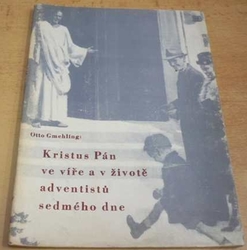 Otto Gmehling:
Kristus Pán
ve víře a v životě
adventistů
sedmého dne